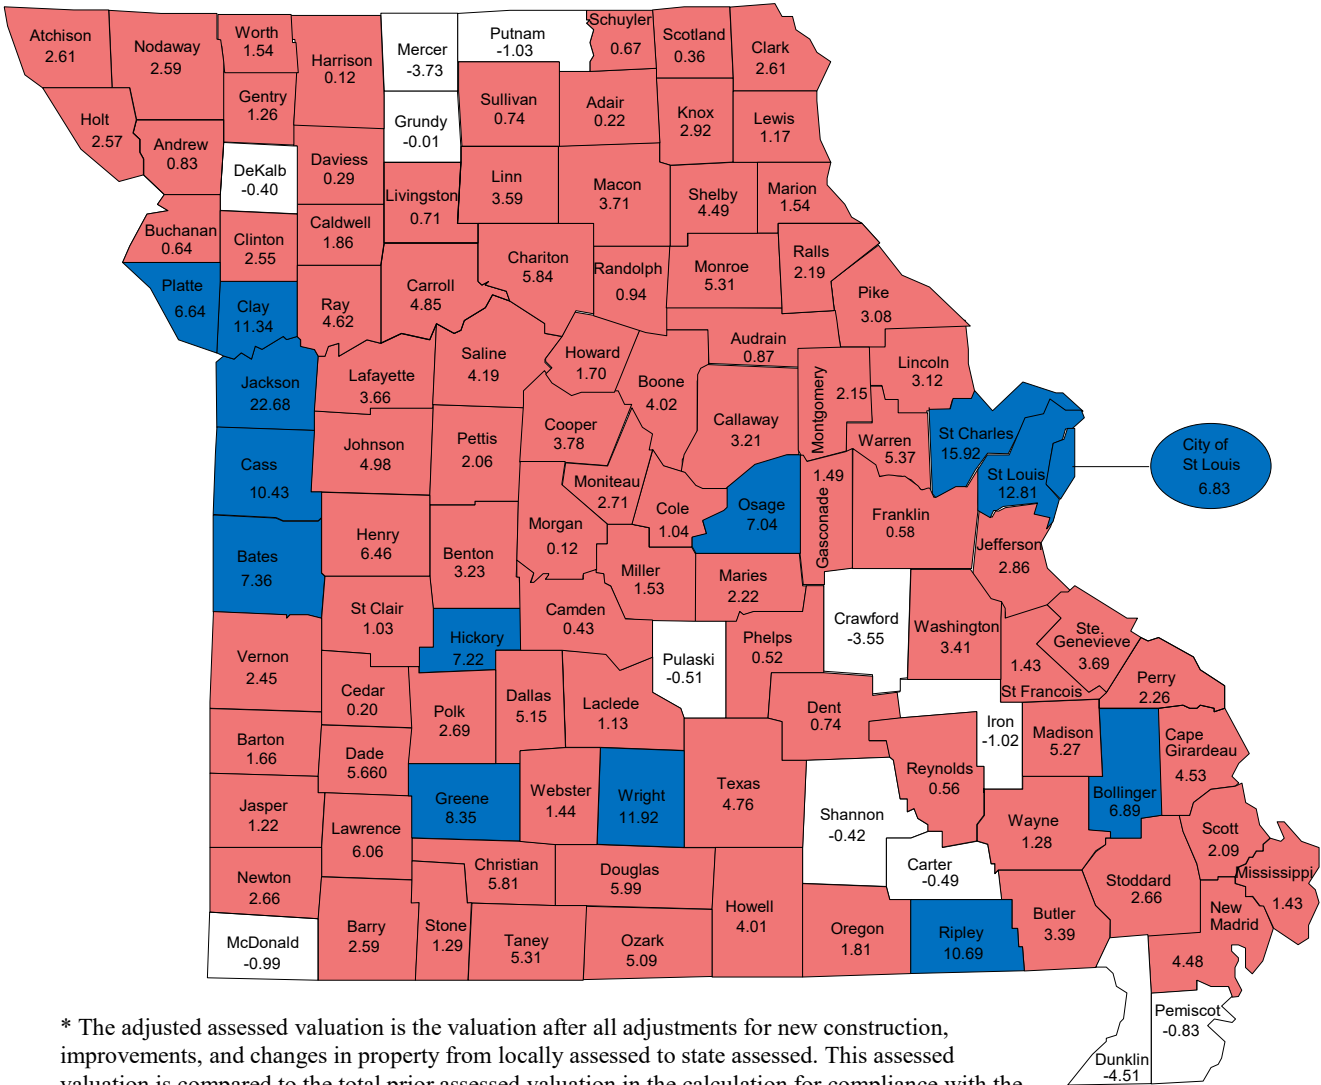 Atchison
2.61
Nodaway
2.59
Worth
1.54
Harrison
0.12
Mercer
-3.73
Putnam
-1.03
Schuyler
0.67
Scotland
0.36
Clark
2.61
Holt
2.57
Andrew
0.83
Gentry
1.26
DeKalb
-0.40
Daviess
0.29
Grundy
-0.01
Sullivan
0.74
Adair
0.22
Knox
2.92
Lewis
1.17
Livingston
0.71
Linn
3.59
Macon
3.71
Shelby
4.49
Marion
1.54
Buchanan
0.64
Clinton
2.55
Caldwell
1.86
Platte
6.64
Clay
11.34
Ray
4.62
Carroll
4.85
Chariton
5.84
Randolph
0.94
Monroe
5.31
Ralls
2.19
Pike
3.08
Jackson
22.68
Lafayette
3.66
Saline
4.19
Howard
1.70
Boone
4.02
Audrain
0.87
Callaway
3.21
Montgomery
2.15
Lincoln
3.12
Cass
10.43
Johnson
4.98
Pettis
2.06
Cooper
3.78
Moniteau
2.71
Cole
1.04
Osage
7.04
Gasconade
1.49
Warren
5.37
St Charles
15.92
St Louis
12.81
City of
St Louis
6.83
Bates
7.36
Henry
6.46
Benton
3.23
Morgan
0.12
Miller
1.53
Maries
2.22
Franklin
0.58
Jefferson
2.86
Vernon
2.45
St Clair
1.03
Hickory
7.22
Camden
0.43
Pulaski
-0.51
Phelps
0.52
Crawford
-3.55
Washington
3.41
1.43
St Francois
Ste.
Genevieve
3.69
Perry
2.26
Barton
1.66
Cedar
0.20
Polk
2.69
Dallas
5.15
Laclede
1.13
Dent
0.74
Iron
-1.02
Madison
5.27
Bollinger
6.89
Cape
Girardeau
4.53
Jasper
1.22
Dade
5.660
Greene
8.35
Webster
1.44
Wright
11.92
Texas
4.76
Shannon
-0.42
Reynolds
0.56
Wayne
1.28
Scott
2.09
Mississippi
1.43
Newton
2.66
Lawrence
6.06
Christian
5.81
Douglas
5.99
Howell
4.01
Carter
-0.49
Stoddard
2.66
New
Madrid
4.48
McDonald
-0.99
Barry
2.59
Stone
1.29
Taney
5.31
Ozark
5.09
Oregon
1.81
Ripley
10.69
Butler
3.39
Pemiscot
-0.83
Dunklin
-4.51
* The adjusted assessed valuation is the valuation after all adjustments for new construction,
improvements, and changes in property from locally assessed to state assessed. This assessed
valuation is compared to the total prior assessed valuation in the calculation for compliance with the